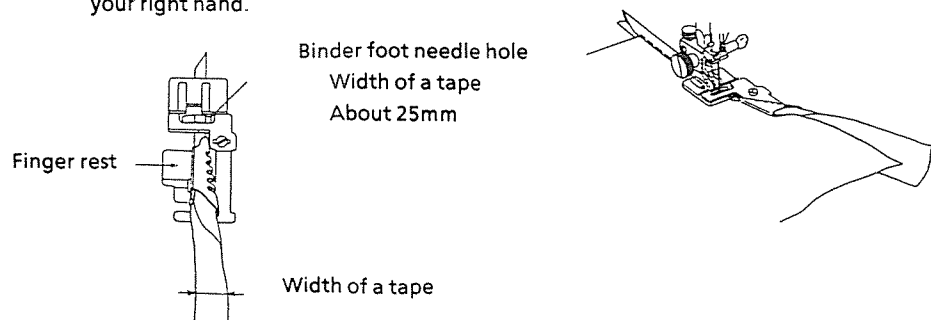 your right hand.
Binder foot needle hole
Width of a tape
About 25mm
Finger rest
Width of a tape